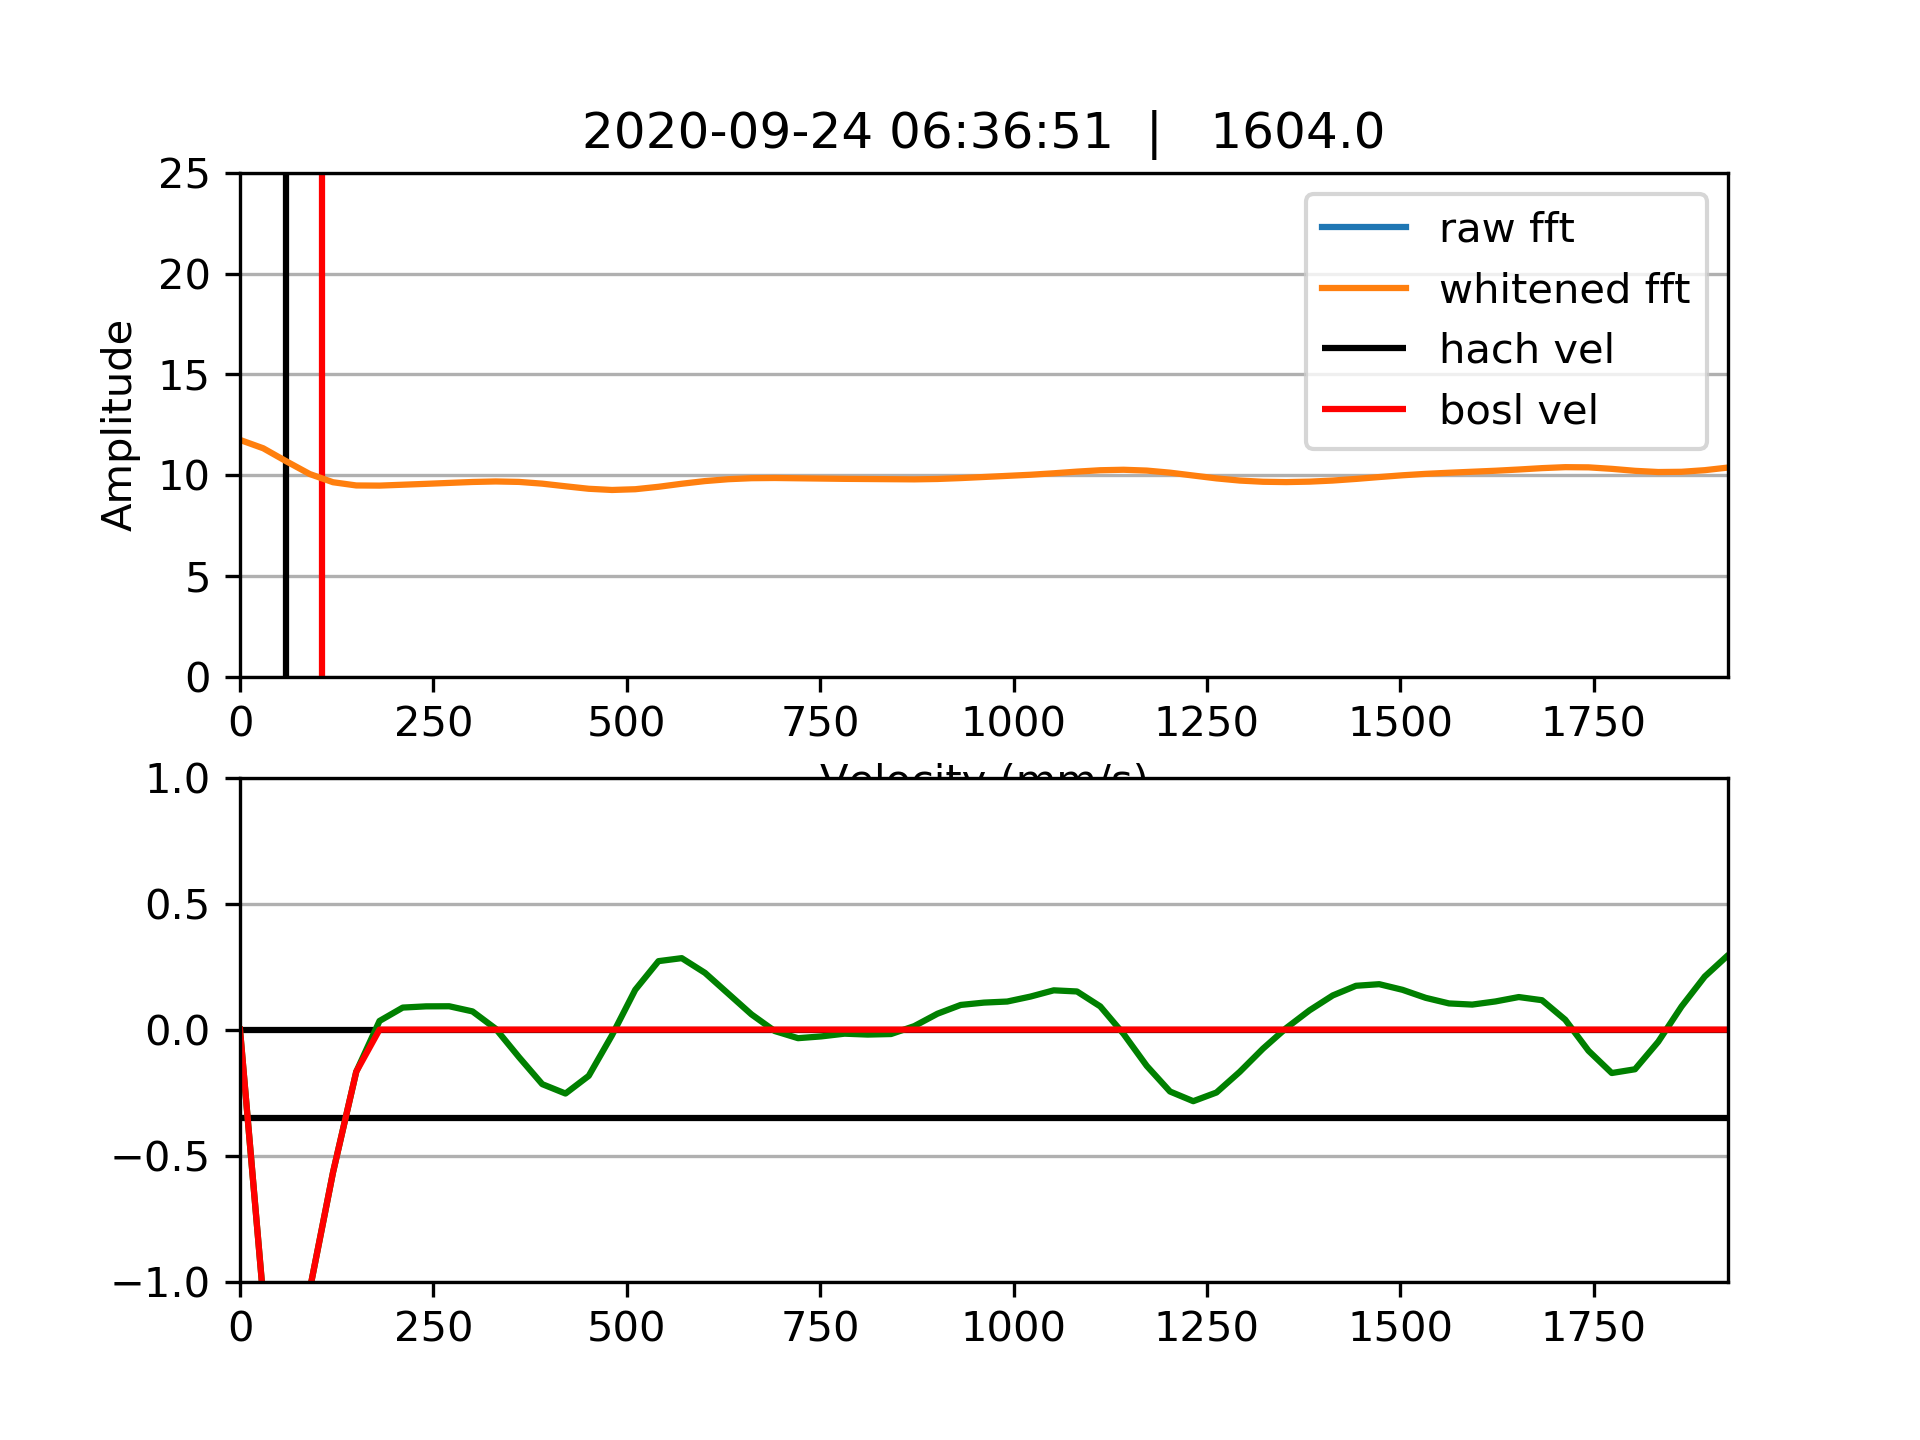 2020-09-24 06:36:51 | 1604.0
25
20
15
10
5
0
Amplitude
raw fft
whitened fft
hach vel
bosl vel
0 250 500 750 1000 1250 1500 1750
Velocity (mm/s)
1.0
0.5
0.0
−0.5
−1.0
0 250 500 750 1000 1250 1500 1750